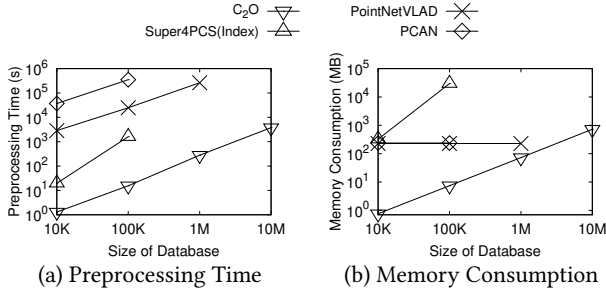 C₂O
Super4PCS(Index)
PointNetVLAD
PCAN
Preprocessing Time (s)
10⁶
10⁵
10⁴
10³
10²
10¹
10⁰
10K 100K 1M 10M
Size of Database
(a) Preprocessing Time
Memory Consumption (MB)
10⁵
10⁴
10³
10²
10¹
10⁰
10K 100K 1M 10M
Size of Database
(b) Memory Consumption